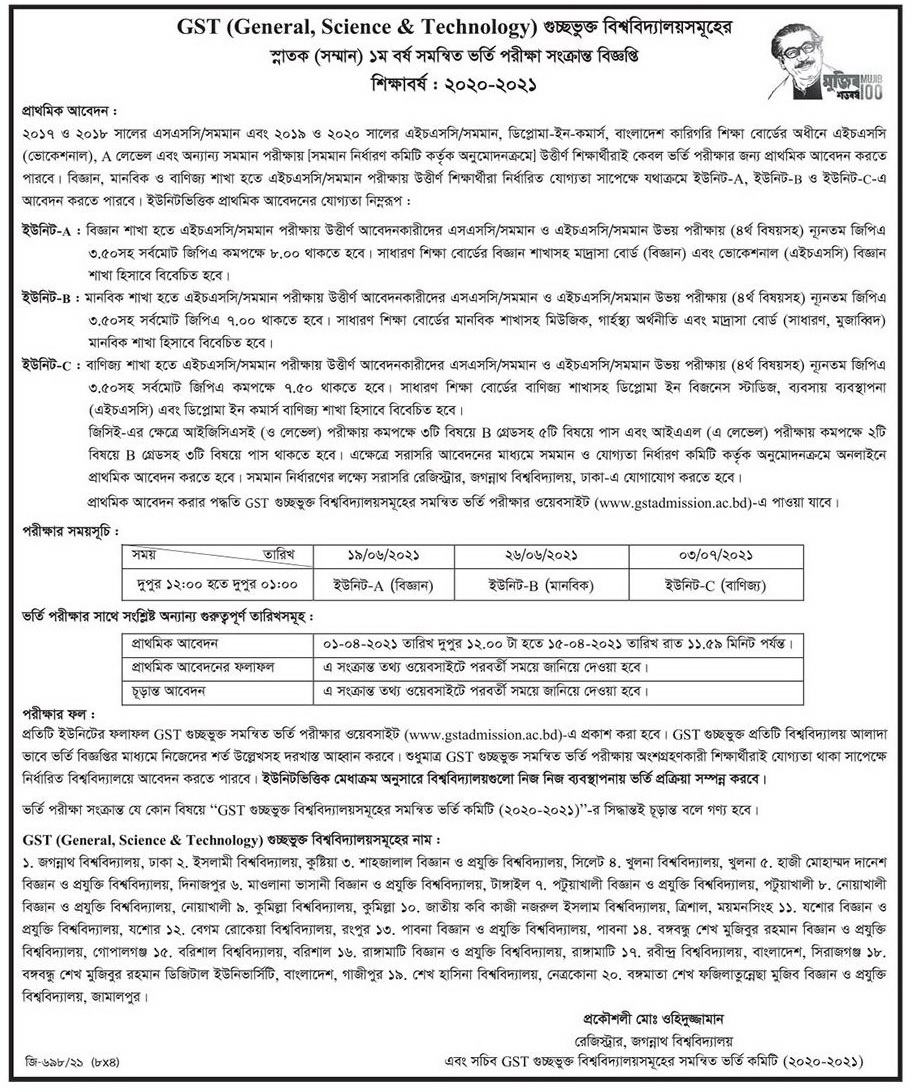 GST (General, Science & Technology) গুচ্ছভুক্ত বিশ্ববিদ্যালয়সমূহের
স্নাতক (সম্মান) ১ম বর্ষ সমন্বিত ভর্তি পরীক্ষা সংক্রান্ত বিজ্ঞপ্তি
শিক্ষাবর্ষ : ২০২০-২০২১
মুজিব MUJIB
শতবর্ষ 100
প্রাথমিক আবেদন :
২০১৭ ও ২০১৮ সালের এসএসসি/সমমান এবং ২০১৯ ও ২০২০ সালের এইচএসসি/সমমান, ডিপ্লোমা-ইন-কমার্স, বাংলাদেশ কারিগরি শিক্ষা বোর্ডের অধীনে এইচএসসি
(ভোকেশনাল), A লেভেল এবং অন্যান্য সমমান পরীক্ষায় [সমমান নির্ধারণ কমিটি কর্তৃক অনুমোদনক্রমে] উত্তীর্ণ শিক্ষার্থীরাই কেবল ভর্তি পরীক্ষার জন্য প্রাথমিক আবেদন করতে
পারবে। বিজ্ঞান, মানবিক ও বাণিজ্য শাখা হতে এইচএসসি/সমমান পরীক্ষায় উত্তীর্ণ শিক্ষার্থীরা নির্ধারিত যোগ্যতা সাপেক্ষে যথাক্রমে ইউনিট-A, ইউনিট-B ও ইউনিট-C-এ
আবেদন করতে পারবে। ইউনিটভিত্তিক প্রাথমিক আবেদনের যোগ্যতা নিম্নরূপ :
ইউনিট-A : বিজ্ঞান শাখা হতে এইচএসসি/সমমান পরীক্ষায় উত্তীর্ণ আবেদনকারীদের এসএসসি/সমমান ও এইচএসসি/সমমান উভয় পরীক্ষায় (৪র্থ বিষয়সহ) ন্যূনতম জিপিএ
৩.৫০সহ সর্বমোট জিপিএ কমপক্ষে ৮.০০ থাকতে হবে। সাধারণ শিক্ষা বোর্ডের বিজ্ঞান শাখাসহ মাদ্রাসা বোর্ড (বিজ্ঞান) এবং ভোকেশনাল (এইচএসসি) বিজ্ঞান
শাখা হিসাবে বিবেচিত হবে।
ইউনিট-B : মানবিক শাখা হতে এইচএসসি/সমমান পরীক্ষায় উত্তীর্ণ আবেদনকারীদের এসএসসি/সমমান ও এইচএসসি/সমমান উভয় পরীক্ষায় (৪র্থ বিষয়সহ) ন্যূনতম জিপিএ
৩.৫০সহ সর্বমোট জিপিএ ৭.০০ থাকতে হবে। সাধারণ শিক্ষা বোর্ডের মানবিক শাখাসহ মিউজিক, গার্হস্থ্য অর্থনীতি এবং মাদ্রাসা বোর্ড (সাধারণ, মুজাব্বিদ)
মানবিক শাখা হিসাবে বিবেচিত হবে।
ইউনিট-C : বাণিজ্য শাখা হতে এইচএসসি/সমমান পরীক্ষায় উত্তীর্ণ আবেদনকারীদের এসএসসি/সমমান ও এইচএসসি/সমমান উভয় পরীক্ষায় (৪র্থ বিষয়সহ) ন্যূনতম জিপিএ
৩.৫০সহ সর্বমোট জিপিএ কমপক্ষে ৭.৫০ থাকতে হবে। সাধারণ শিক্ষা বোর্ডের বাণিজ্য শাখাসহ ডিপ্লোমা ইন বিজনেস স্টাডিজ, ব্যবসায় ব্যবস্থাপনা
(এইচএসসি) এবং ডিপ্লোমা ইন কমার্স বাণিজ্য শাখা হিসাবে বিবেচিত হবে।
জিসিই-এর ক্ষেত্রে আইজিসিএসই (ও লেভেল) পরীক্ষায় কমপক্ষে ৩টি বিষয়ে B গ্রেডসহ ৫টি বিষয়ে পাস এবং আইএএল (এ লেভেল) পরীক্ষায় কমপক্ষে ২টি
বিষয়ে B গ্রেডসহ ৩টি বিষয়ে পাস থাকতে হবে। এক্ষেত্রে সরাসরি আবেদনের মাধ্যমে সমমান ও যোগ্যতা নির্ধারণ কমিটি কর্তৃক অনুমোদনক্রমে অনলাইনে
প্রাথমিক আবেদন করতে হবে। সমমান নির্ধারণের লক্ষ্যে সরাসরি রেজিস্ট্রার, জগন্নাথ বিশ্ববিদ্যালয়, ঢাকা-এ যোগাযোগ করতে হবে।
প্রাথমিক আবেদন করার পদ্ধতি GST গুচ্ছভুক্ত বিশ্ববিদ্যালয়সমূহের সমন্বিত ভর্তি পরীক্ষার ওয়েবসাইট (www.gstadmission.ac.bd)-এ পাওয়া যাবে।
পরীক্ষার সময়সূচি :
সময় তারিখ ১৯/০৬/২০২১ ২৬/০৬/২০২১ ০৩/০৭/২০২১
দুপুর ১২:০০ হতে দুপুর ০১:০০ ইউনিট-A (বিজ্ঞান) ইউনিট-B (মানবিক) ইউনিট-C (বাণিজ্য)
ভর্তি পরীক্ষার সাথে সংশ্লিষ্ট অন্যান্য গুরুত্বপূর্ণ তারিখসমূহ :
প্রাথমিক আবেদন ০১-০৪-২০২১ তারিখ দুপুর ১২.০০ টা হতে ১৫-০৪-২০২১ তারিখ রাত ১১.৫৯ মিনিট পর্যন্ত।
প্রাথমিক আবেদনের ফলাফল এ সংক্রান্ত তথ্য ওয়েবসাইটে পরবর্তী সময়ে জানিয়ে দেওয়া হবে।
চূড়ান্ত আবেদন এ সংক্রান্ত তথ্য ওয়েবসাইটে পরবর্তী সময়ে জানিয়ে দেওয়া হবে।
পরীক্ষার ফল :
প্রতিটি ইউনিটের ফলাফল GST গুচ্ছভুক্ত সমন্বিত ভর্তি পরীক্ষার ওয়েবসাইট (www.gstadmission.ac.bd)-এ প্রকাশ করা হবে। GST গুচ্ছভুক্ত প্রতিটি বিশ্ববিদ্যালয় আলাদা
ভাবে ভর্তি বিজ্ঞপ্তির মাধ্যমে নিজেদের শর্ত উল্লেখসহ দরখাস্ত আহ্বান করবে। শুধুমাত্র GST গুচ্ছভুক্ত সমন্বিত ভর্তি পরীক্ষায় অংশগ্রহণকারী শিক্ষার্থীরাই যোগ্যতা থাকা সাপেক্ষে
নির্ধারিত বিশ্ববিদ্যালয়ে আবেদন করতে পারবে। ইউনিটভিত্তিক মেধাক্রম অনুসারে বিশ্ববিদ্যালয়গুলো নিজ নিজ ব্যবস্থাপনায় ভর্তি প্রক্রিয়া সম্পন্ন করবে।
ভর্তি পরীক্ষা সংক্রান্ত যে কোন বিষয়ে “GST গুচ্ছভুক্ত বিশ্ববিদ্যালয়সমূহের সমন্বিত ভর্তি কমিটি (২০২০-২০২১)”-র সিদ্ধান্তই চূড়ান্ত বলে গণ্য হবে।
GST (General, Science & Technology) গুচ্ছভুক্ত বিশ্ববিদ্যালয়সমূহের নাম :
১. জগন্নাথ বিশ্ববিদ্যালয়, ঢাকা ২. ইসলামী বিশ্ববিদ্যালয়, কুষ্টিয়া ৩. শাহজালাল বিজ্ঞান ও প্রযুক্তি বিশ্ববিদ্যালয়, সিলেট ৪. খুলনা বিশ্ববিদ্যালয়, খুলনা ৫. হাজী মোহাম্মদ দানেশ
বিজ্ঞান ও প্রযুক্তি বিশ্ববিদ্যালয়, দিনাজপুর ৬. মাওলানা ভাসানী বিজ্ঞান ও প্রযুক্তি বিশ্ববিদ্যালয়, টাঙ্গাইল ৭. পটুয়াখালী বিজ্ঞান ও প্রযুক্তি বিশ্ববিদ্যালয়, পটুয়াখালী ৮. নোয়াখালী
বিজ্ঞান ও প্রযুক্তি বিশ্ববিদ্যালয়, নোয়াখালী ৯. কুমিল্লা বিশ্ববিদ্যালয়, কুমিল্লা ১০. জাতীয় কবি কাজী নজরুল ইসলাম বিশ্ববিদ্যালয়, ত্রিশাল, ময়মনসিংহ ১১. যশোর বিজ্ঞান ও
প্রযুক্তি বিশ্ববিদ্যালয়, যশোর ১২. বেগম রোকেয়া বিশ্ববিদ্যালয়, রংপুর ১৩. পাবনা বিজ্ঞান ও প্রযুক্তি বিশ্ববিদ্যালয়, পাবনা ১৪. বঙ্গবন্ধু শেখ মুজিবুর রহমান বিজ্ঞান ও প্রযুক্তি
বিশ্ববিদ্যালয়, গোপালগঞ্জ ১৫. বরিশাল বিশ্ববিদ্যালয়, বরিশাল ১৬. রাঙ্গামাটি বিজ্ঞান ও প্রযুক্তি বিশ্ববিদ্যালয়, রাঙ্গামাটি ১৭. রবীন্দ্র বিশ্ববিদ্যালয়, বাংলাদেশ, সিরাজগঞ্জ ১৮.
বঙ্গবন্ধু শেখ মুজিবুর রহমান ডিজিটাল ইউনিভার্সিটি, বাংলাদেশ, গাজীপুর ১৯. শেখ হাসিনা বিশ্ববিদ্যালয়, নেত্রকোনা ২০. বঙ্গমাতা শেখ ফজিলাতুন্নেছা মুজিব বিজ্ঞান ও প্রযুক্তি
বিশ্ববিদ্যালয়, জামালপুর।
প্রকৌশলী মোঃ ওহিদুজ্জামান
রেজিস্ট্রার, জগন্নাথ বিশ্ববিদ্যালয়
এবং সচিব GST গুচ্ছভুক্ত বিশ্ববিদ্যালয়সমূহের সমন্বিত ভর্তি কমিটি (২০২০-২০২১)
জি-৬৯৮/২১ (৮x৪)